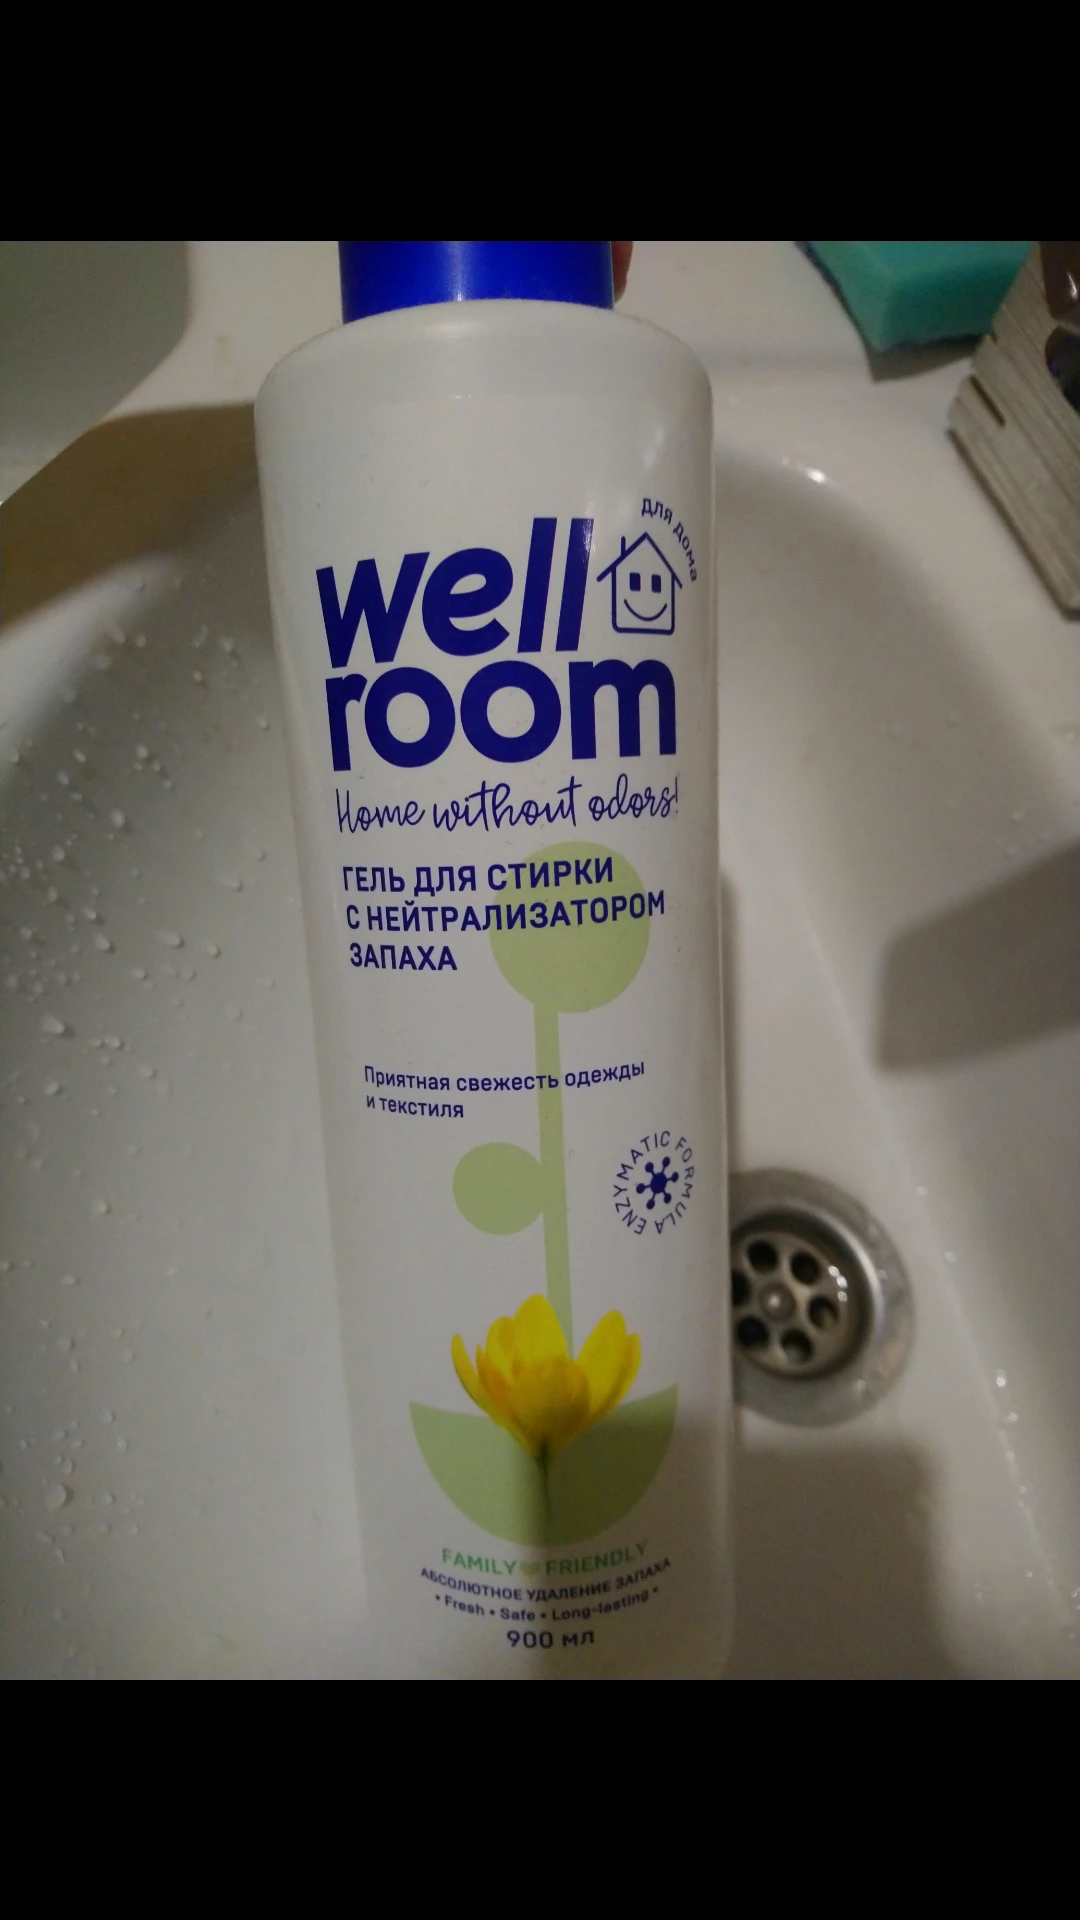 для дома
well
room
Home without odors!
ГЕЛЬ ДЛЯ СТИРКИ
С НЕЙТРАЛИЗАТОРОМ
ЗАПАХА
Приятная свежесть одежды
и текстиля
ENZYMATIC FORMULA
FAMILY FRIENDLY
АБСОЛЮТНОЕ УДАЛЕНИЕ ЗАПАХА
• Fresh • Safe • Long-lasting •
900 мл